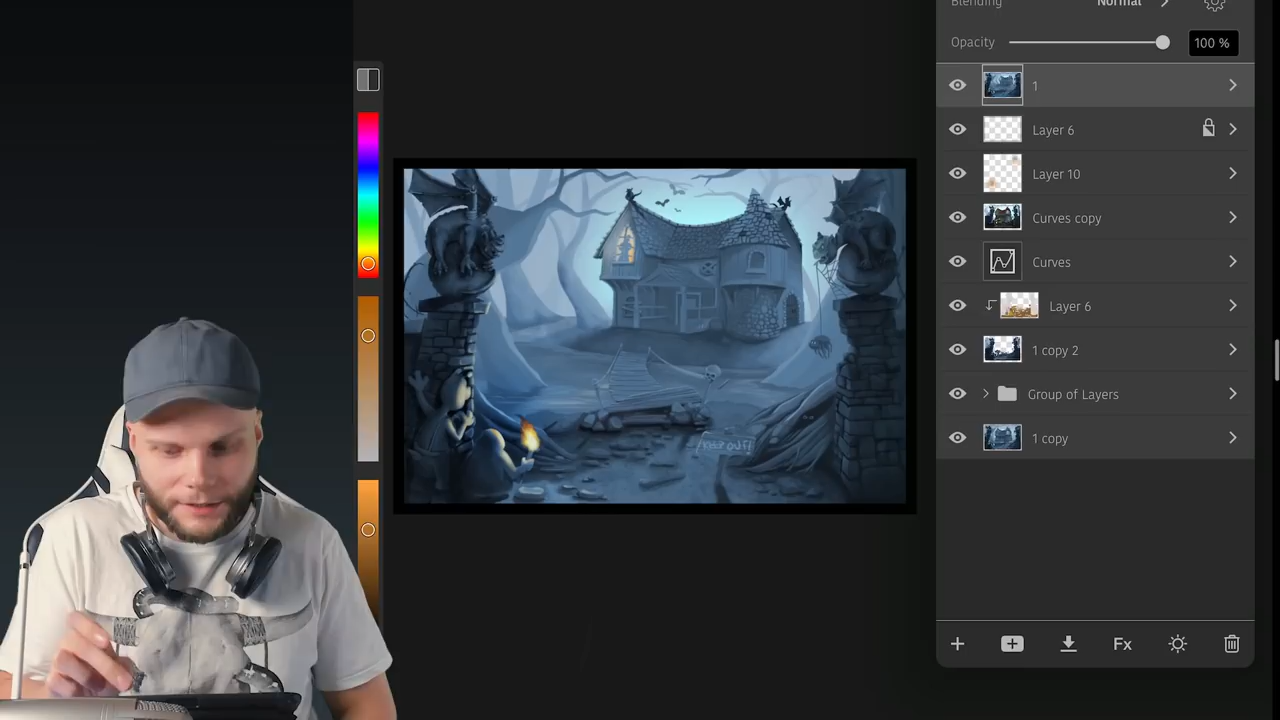 Blending Normal
Opacity 100 %
1
Layer 6
Layer 10
Curves copy
Curves
Layer 6
1 copy 2
Group of Layers
1 copy
Fx